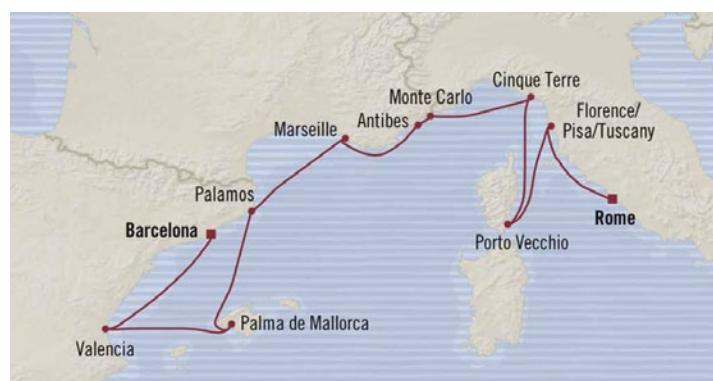 Cinque Terre
Monte Carlo
Florence/
Pisa/Tuscany
Antibes
Marseille
Palamos
Rome
Barcelona
Porto Vecchio
Palma de Mallorca
Valencia